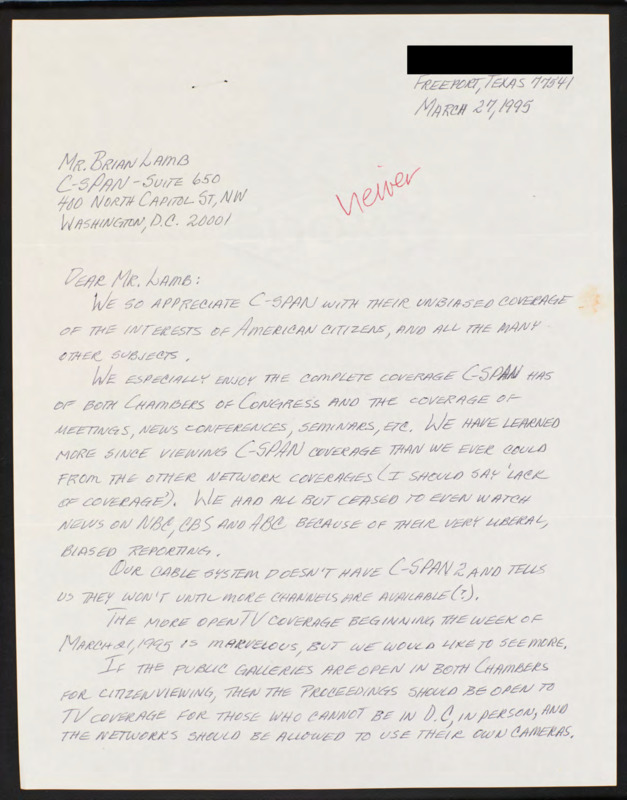 Freeport, Texas 77541
March 27, 1995
Mr. Brian Lamb
C-SPAN - Suite 650
400 North Capitol St, NW
Washington, D.C. 20001
veiwer
Dear Mr. Lamb:
We so appreciate C-SPAN with their unbiased coverage
of the interests of American citizens, and all the many
other subjects.
We especially enjoy the complete coverage C-SPAN has
of both Chambers of Congress and the coverage of
meetings, news conferences, seminars, etc. We have learned
more since viewing C-SPAN coverage than we ever could
from the other network coverages (I should say 'lack
of coverage'). We had all but ceased to even watch
news on NBC, CBS and ABC because of their very liberal,
biased reporting.
Our cable system doesn't have C-SPAN 2 and tells
us they won't until more channels are available (?).
The more open TV coverage beginning the week of
March 21, 1995 is marvelous, but we would like to see more.
If the public galleries are open in both Chambers
for citizen viewing, then the proceedings should be open to
TV coverage for those who cannot be in D.C. in person, and
the networks should be allowed to use their own cameras.